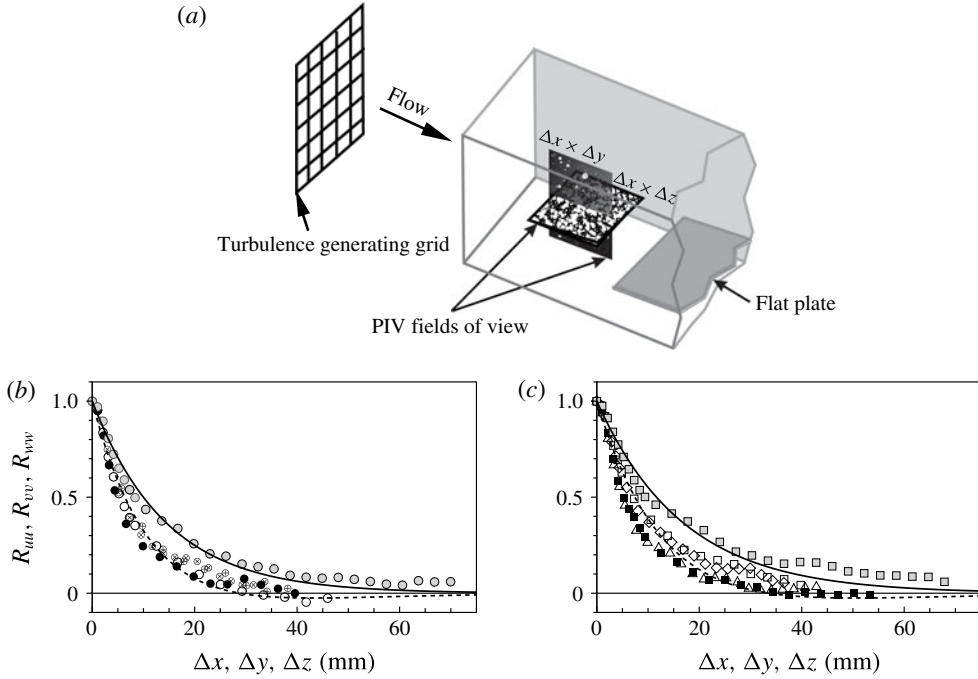 (a)
Flow
Δx × Δy
Δx × Δz
Turbulence generating grid
Flat plate
PIV fields of view
(b)
(c)
R_uu, R_vv, R_ww
1.0
0.5
0
0 20 40 60
Δx, Δy, Δz (mm)
1.0
0.5
0
0 20 40 60
Δx, Δy, Δz (mm)